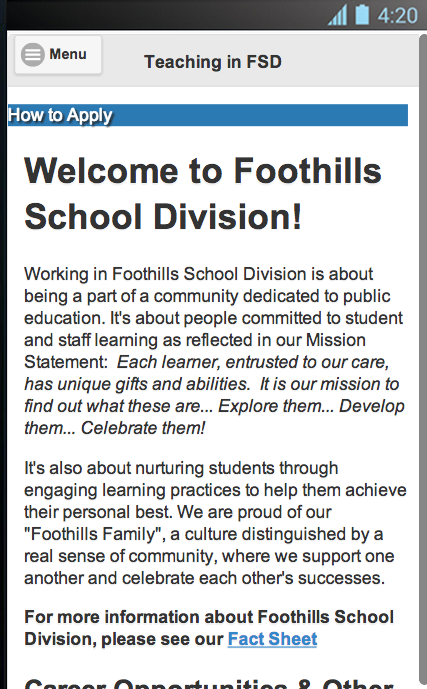 4:20
Menu
Teaching in FSD
How to Apply
Welcome to Foothills
School Division!
Working in Foothills School Division is about
being a part of a community dedicated to public
education. It's about people committed to student
and staff learning as reflected in our Mission
Statement:  Each learner, entrusted to our care,
has unique gifts and abilities.  It is our mission to
find out what these are... Explore them... Develop
them... Celebrate them!
It's also about nurturing students through
engaging learning practices to help them achieve
their personal best. We are proud of our
"Foothills Family", a culture distinguished by a
real sense of community, where we support one
another and celebrate each other's successes.
For more information about Foothills School
Division, please see our Fact Sheet
Career Opportunities & Other